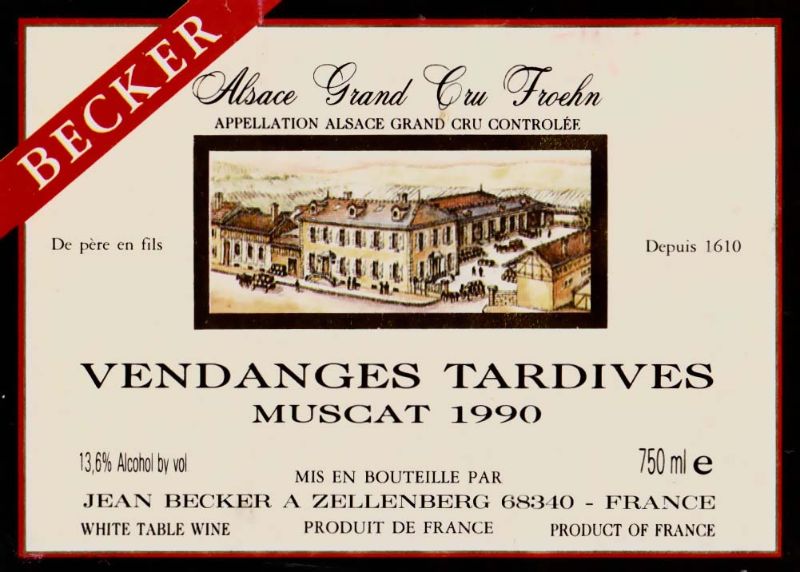 BECKER
Alsace Grand Cru Froehn
APPELLATION ALSACE GRAND CRU CONTROLÉE
De père en fils
Depuis 1610
VENDANGES TARDIVES
MUSCAT 1990
13,6% Alcohol by vol
750 ml e
MIS EN BOUTEILLE PAR
JEAN BECKER A ZELLENBERG 68340 - FRANCE
WHITE TABLE WINE
PRODUIT DE FRANCE
PRODUCT OF FRANCE